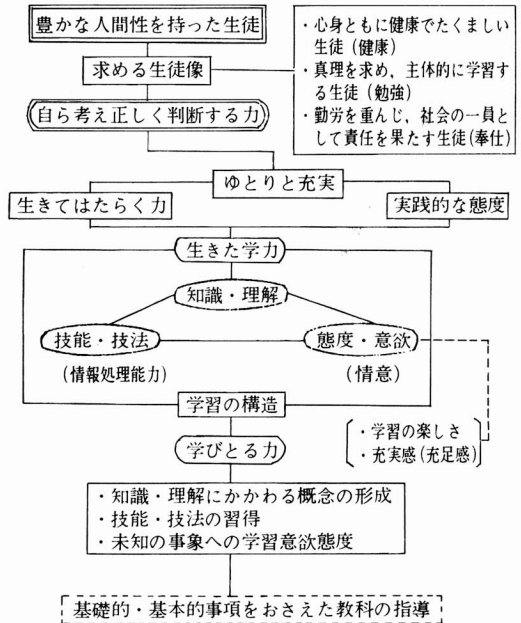 豊かな人間性を持った生徒
求める生徒像
・心身ともに健康でたくましい
生徒（健康）
・真理を求め，主体的に学習す
る生徒（勉強）
・勤労を重んじ，社会の一員と
して責任を果たす生徒（奉仕）
自ら考え正しく判断する力
ゆとりと充実
生きてはたらく力
実践的な態度
生きた学力
知識・理解
技能・技法
（情報処理能力）
態度・意欲
（情意）
学習の構造
・学習の楽しさ
・充実感（充足感）
学びとる力
・知識・理解にかかわる概念の形成
・技能・技法の習得
・未知の事象への学習意欲態度
基礎的・基本的事項をおさえた教科の指導